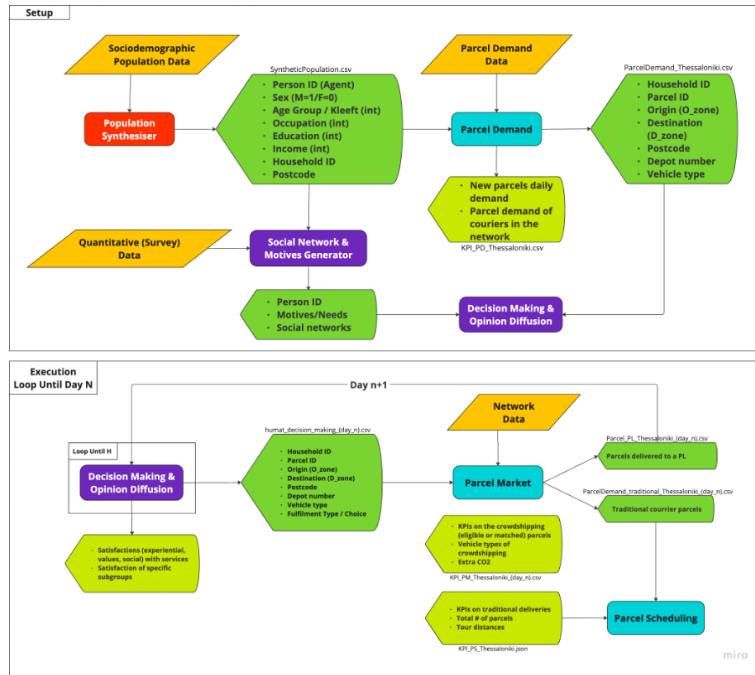 Setup
Sociodemographic
Population Data
SyntheticPopulation.csv
Parcel Demand
Data
ParcelDemand_Thessaloniki.csv
Population
Synthesiser
• Person ID (Agent)
• Sex (M=1/F=0)
• Age Group / Kleeft (int)
• Occupation (int)
• Education (int)
• Income (int)
• Household ID
• Postcode
Parcel Demand
• Household ID
• Parcel ID
• Origin (O_zone)
• Destination
(D_zone)
• Postcode
• Depot number
• Vehicle type
• New parcels daily
demand
• Parcel demand of
couriers in the
network
KPI_PD_Thessaloniki.csv
Quantitative (Survey)
Data
Social Network &
Motives Generator
• Person ID
• Motives/Needs
• Social networks
Decision Making &
Opinion Diffusion
Execution
Loop Until Day N
Day n+1
Network
Data
humat_decision_making_(day_n).csv
Parcel_PL_Thessaloniki_(day_n).csv
Loop Until H
Decision Making &
Opinion Diffusion
• Household ID
• Parcel ID
• Origin (O_zone)
• Destination (D_zone)
• Postcode
• Depot number
• Vehicle type
• Fulfilment Type / Choice
Parcel Market
Parcels delivered to a PL
ParcelDemand_traditional_Thessaloniki_(day_n).csv
Traditional courrier parcels
• Satisfactions (experiential,
values, social) with services
• Satisfaction of specific
subgroups
• KPIs on the crowdshipping
(eligible or matched) parcels
• Vehicle types of
crowdshipping
• Extra CO2
KPI_PM_Thessaloniki_(day_n).csv
• KPIs on traditional deliveries
• Total # of parcels
• Tour distances
KPI_PS_Thessaloniki.json
Parcel Scheduling
miro